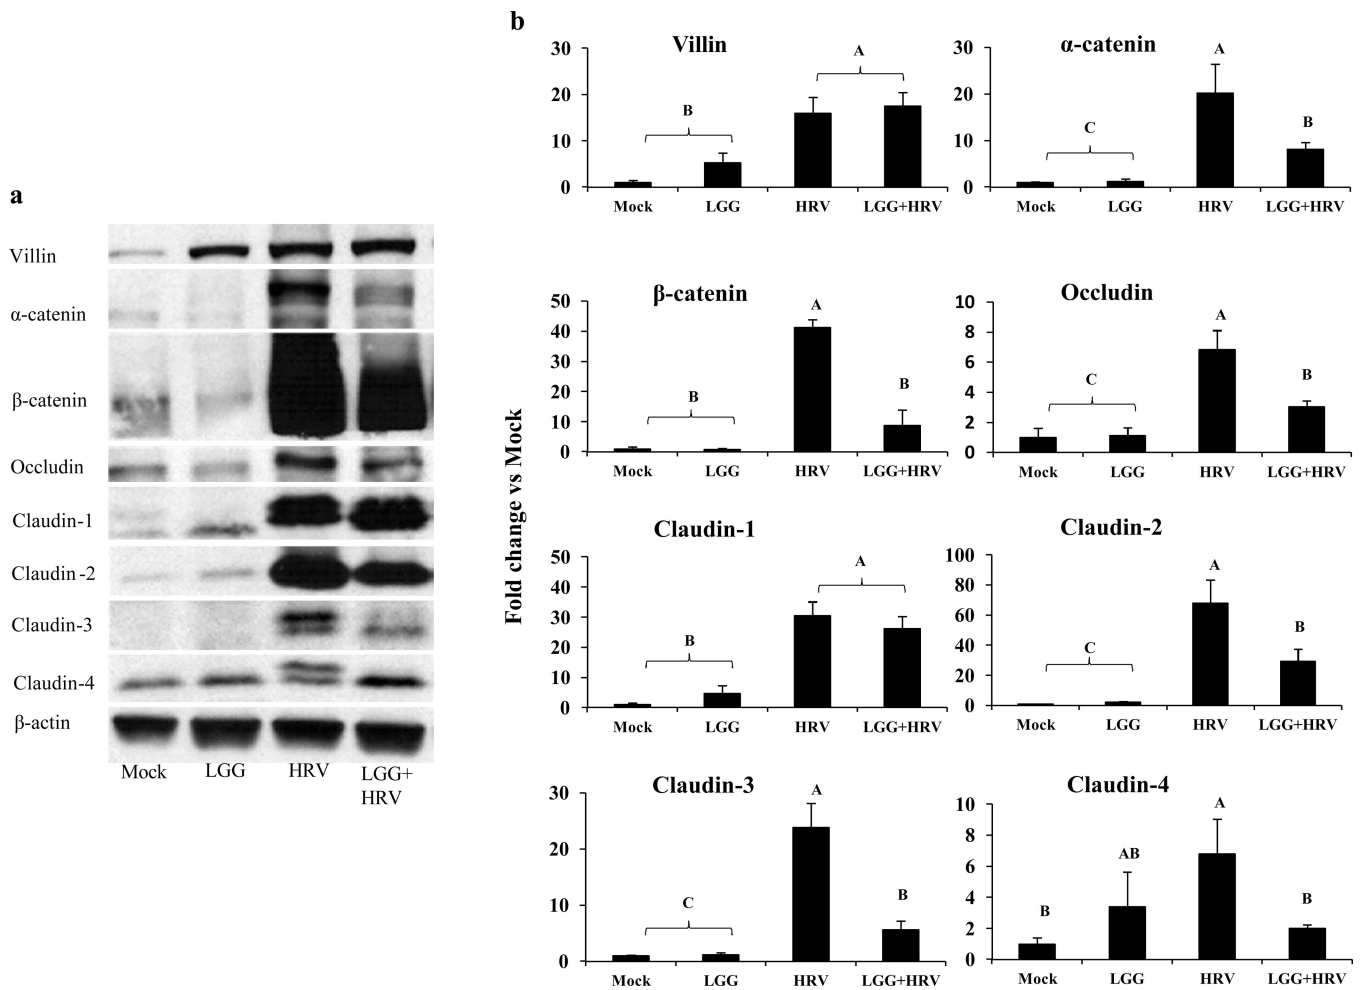 a
Villin
α-catenin
β-catenin
Occludin
Claudin-1
Claudin-2
Claudin-3
Claudin-4
β-actin
Mock LGG HRV LGG+
HRV
b
Fold change vs Mock
Villin
30
20
10
0
B
A
Mock LGG HRV LGG+HRV
α-catenin
30
20
10
0
C
A
B
Mock LGG HRV LGG+HRV
β-catenin
50
40
30
20
10
0
B
A
B
Mock LGG HRV LGG+HRV
Occludin
10
8
6
4
2
0
C
A
B
Mock LGG HRV LGG+HRV
Claudin-1
50
40
30
20
10
0
B
A
Mock LGG HRV LGG+HRV
Claudin-2
100
80
60
40
20
0
C
A
B
Mock LGG HRV LGG+HRV
Claudin-3
30
20
10
0
C
A
B
Mock LGG HRV LGG+HRV
Claudin-4
10
8
6
4
2
0
B
AB
A
B
Mock LGG HRV LGG+HRV